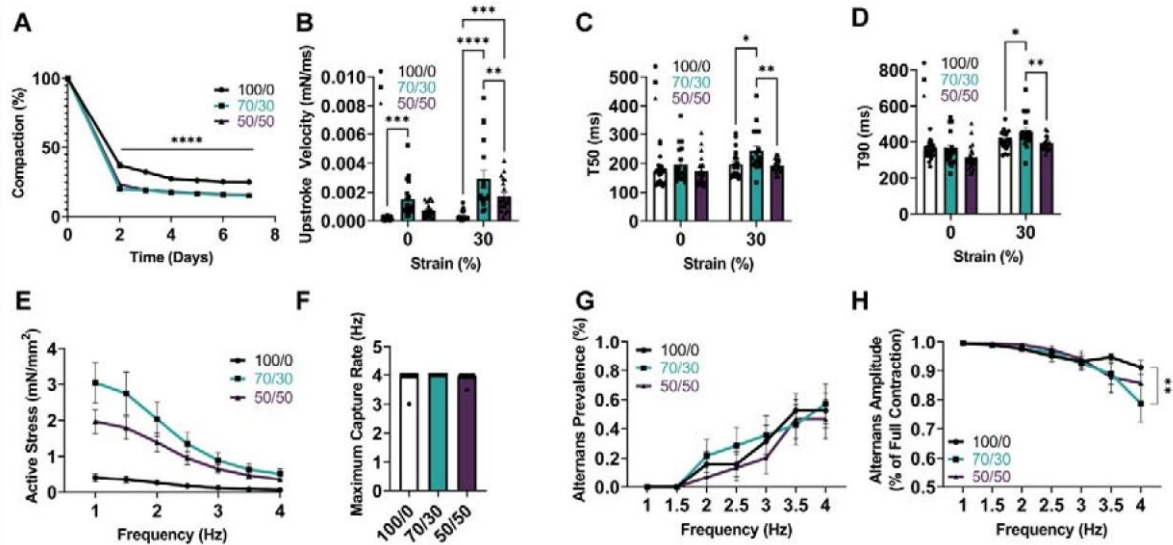 A
Compaction (%)
100
50
0
0 2 4 6 8
Time (Days)
100/0
70/30
50/50
****
B
Upstroke Velocity (mN/ms)
0.010
0.008
0.006
0.004
0.002
0.000
0 30
Strain (%)
100/0
70/30
50/50
***
***
****
**
C
T50 (ms)
500
400
300
200
100
0
0 30
Strain (%)
100/0
70/30
50/50
*
**
D
T90 (ms)
800
600
400
200
0
0 30
Strain (%)
100/0
70/30
50/50
*
**
E
Active Stress (mN/mm²)
4
3
2
1
0
1 2 3 4
Frequency (Hz)
100/0
70/30
50/50
F
Maximum Capture Rate (Hz)
5
4
3
2
1
0
100/0 70/30 50/50
G
Alternans Prevalence (%)
1.0
0.8
0.6
0.4
0.2
0.0
1 1.5 2 2.5 3 3.5 4
Frequency (Hz)
100/0
70/30
50/50
H
Alternans Amplitude
(% of Full Contraction)
1.0
0.9
0.8
0.7
0.6
0.5
1 1.5 2 2.5 3 3.5 4
Frequency (Hz)
100/0
70/30
50/50
**